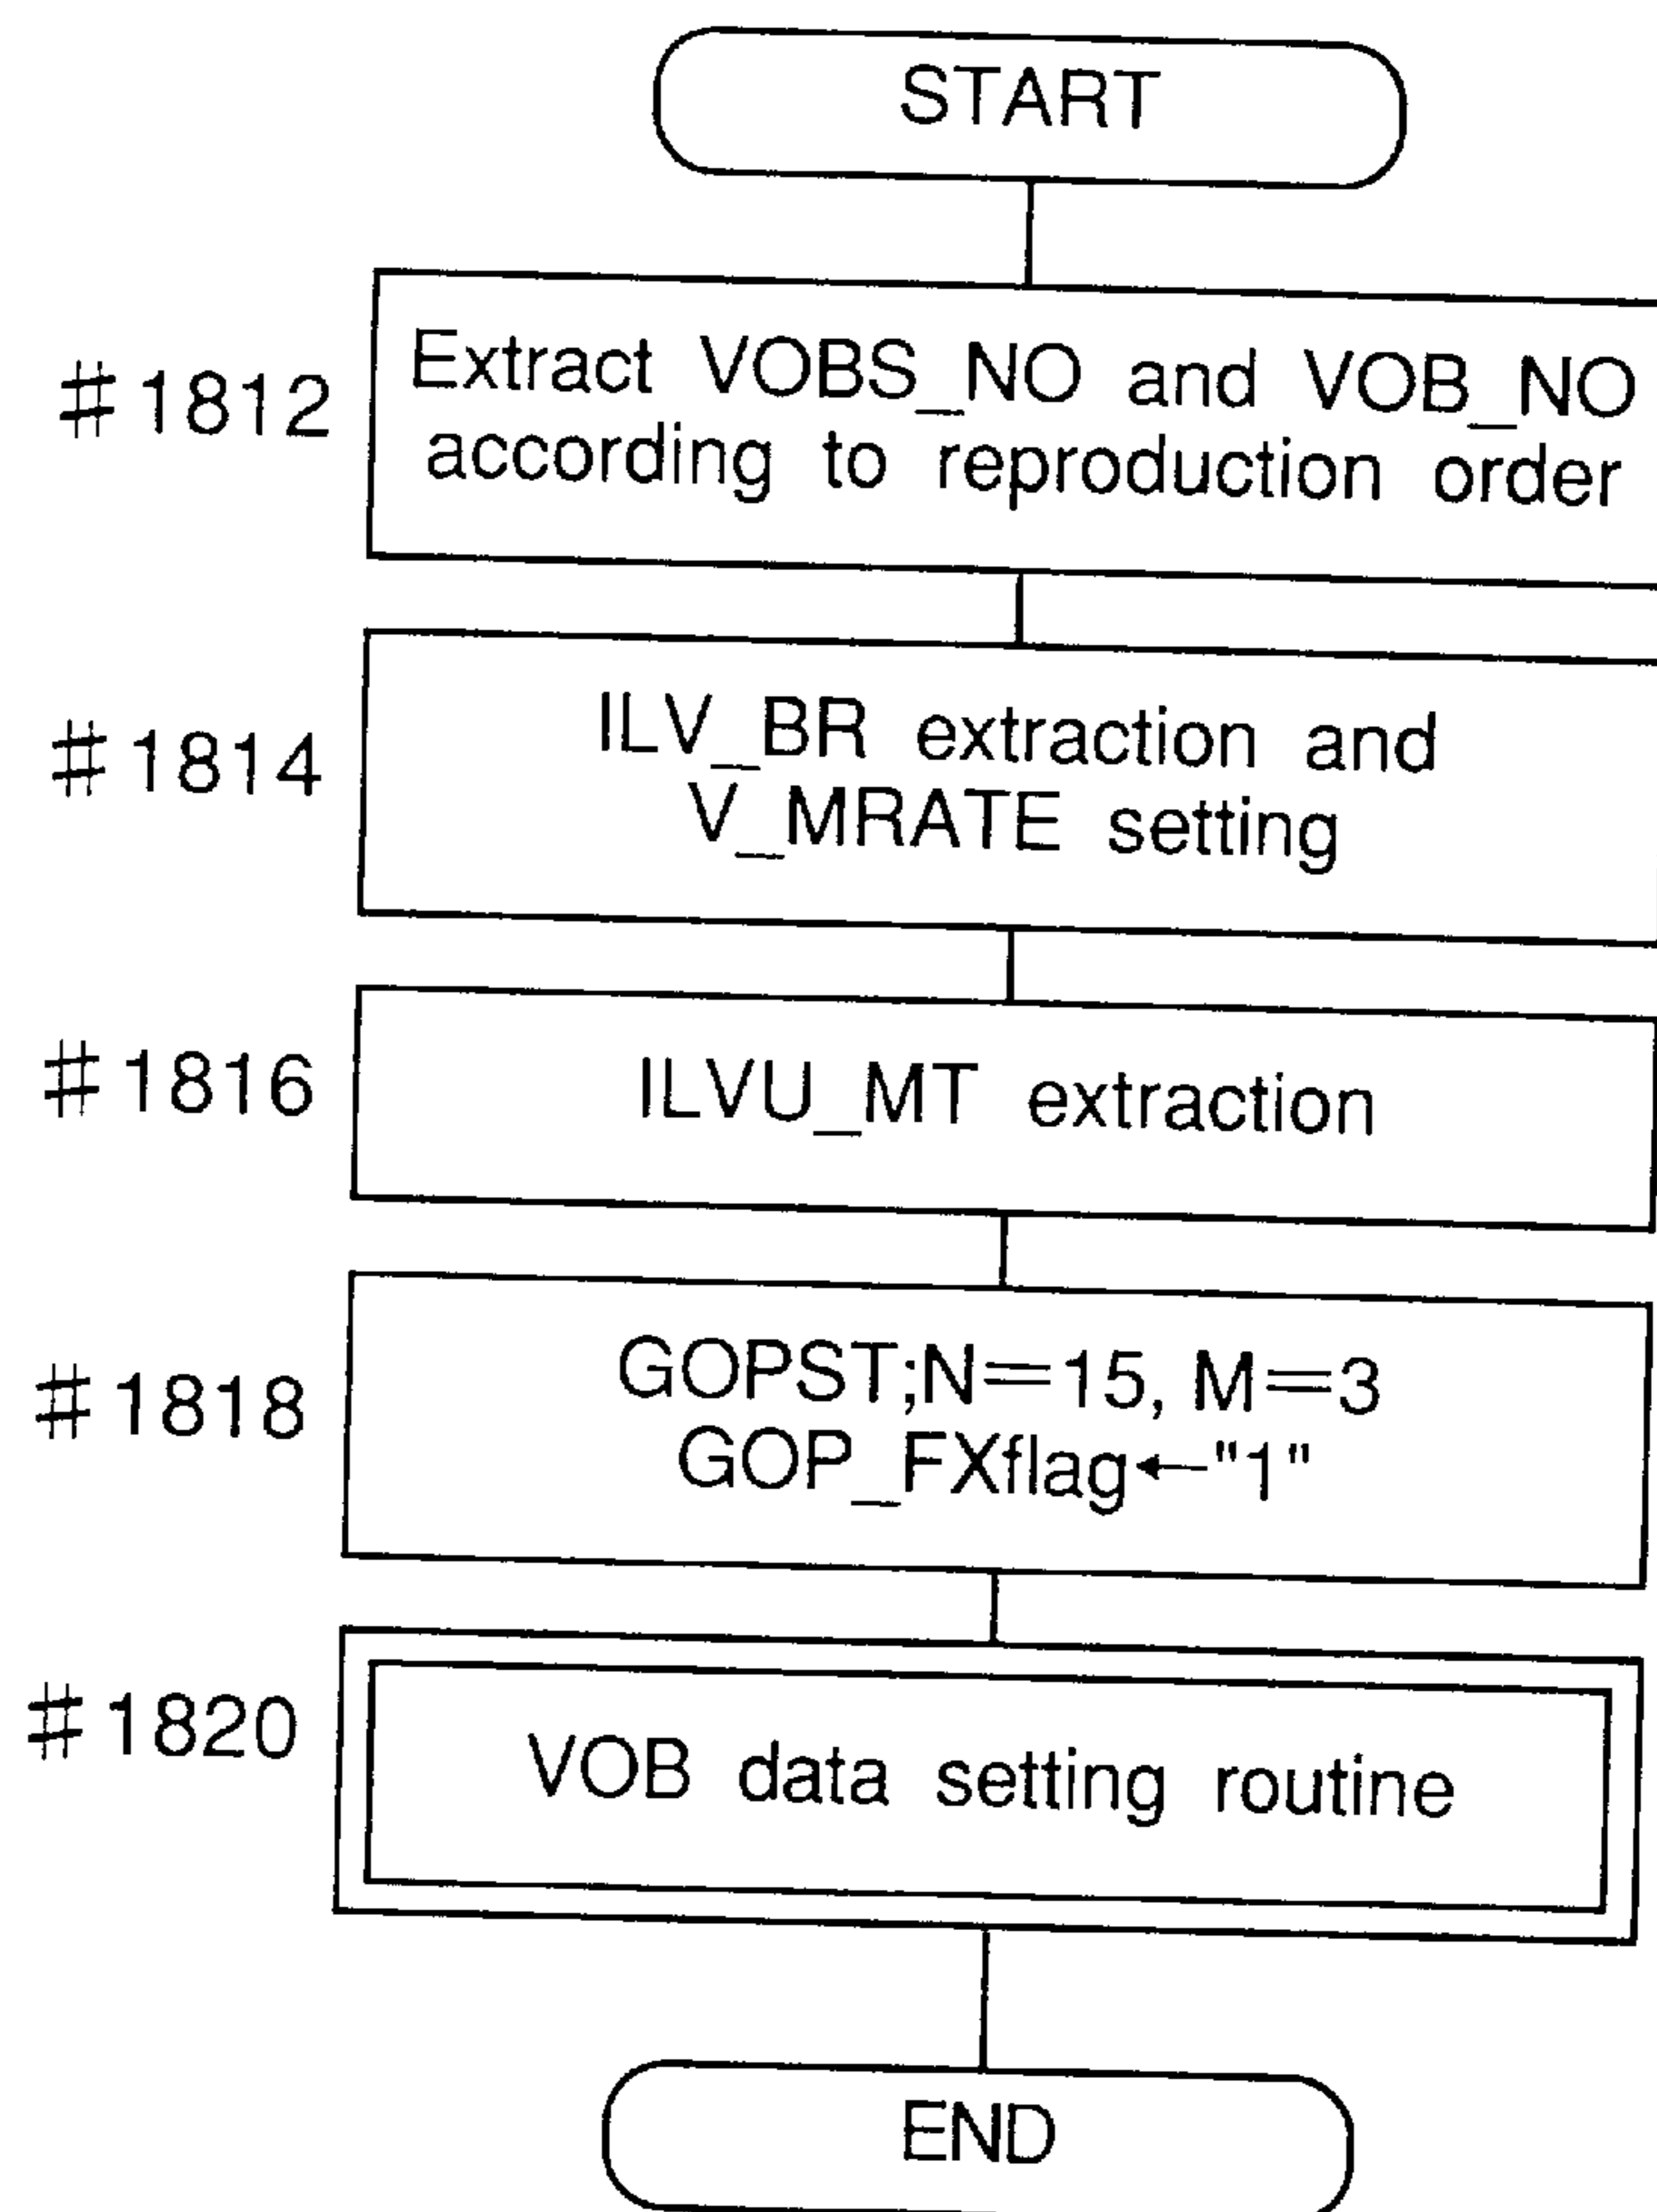 START
#1812
Extract VOBS_NO and VOB_NO
according to reproduction order
#1814
ILV_BR extraction and
V_MRATE setting
#1816
ILVU_MT extraction
#1818
GOPST;N=15, M=3
GOP_FXflag←"1"
#1820
VOB data setting routine
END